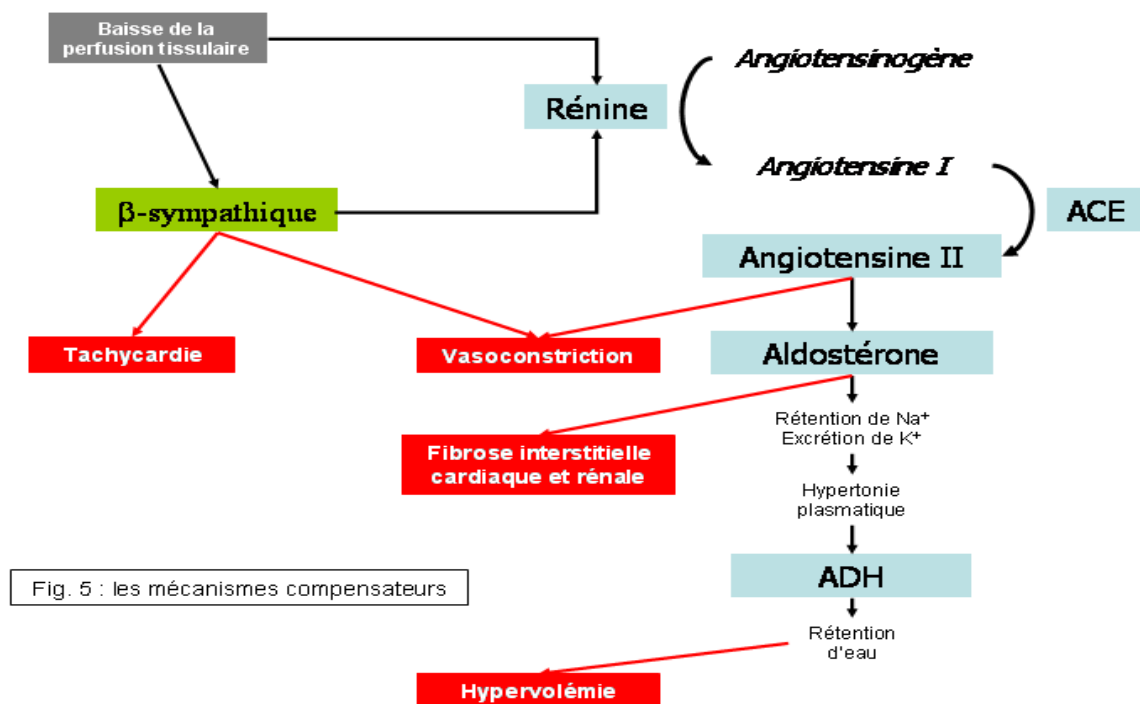 Baisse de la
perfusion tissulaire
Angiotensinogène
Rénine
Angiotensine I
β-sympathique
ACE
Angiotensine II
Tachycardie
Vasoconstriction
Aldostérone
Rétention de Na⁺
Excrétion de K⁺
Fibrose interstitielle
cardiaque et rénale
Hypertonie
plasmatique
ADH
Fig. 5 : les mécanismes compensateurs
Rétention
d'eau
Hypervolémie